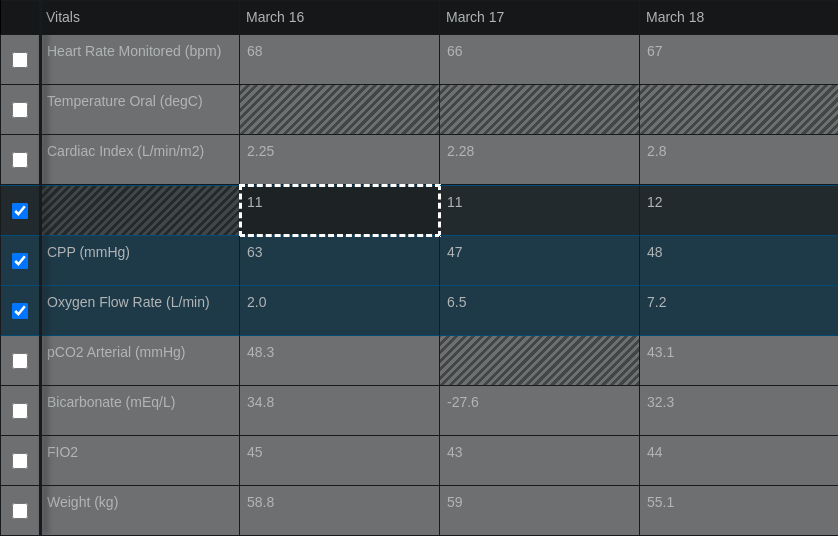 Vitals March 16 March 17 March 18
Heart Rate Monitored (bpm) 68 66 67
Temperature Oral (degC)
Cardiac Index (L/min/m2) 2.25 2.28 2.8
11 11 12
CPP (mmHg) 63 47 48
Oxygen Flow Rate (L/min) 2.0 6.5 7.2
pCO2 Arterial (mmHg) 48.3 43.1
Bicarbonate (mEq/L) 34.8 -27.6 32.3
FIO2 45 43 44
Weight (kg) 58.8 59 55.1